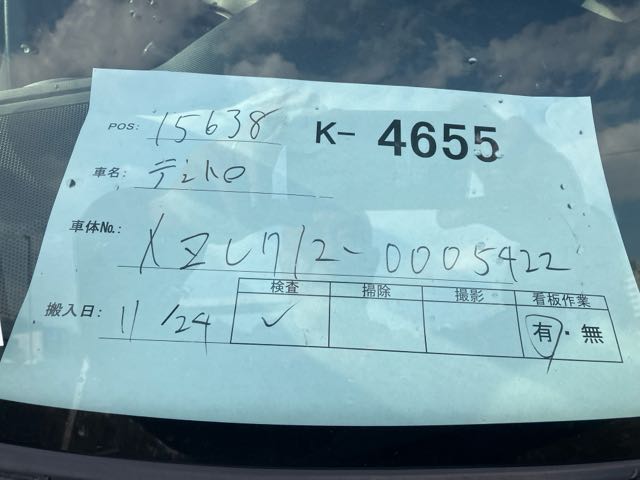 POS: 15638 K- 4655
車名: デュトロ
車体No.: XZU712-0005422
搬入日: 11/24
検査 掃除 撮影 看板作業
✓ 有・無